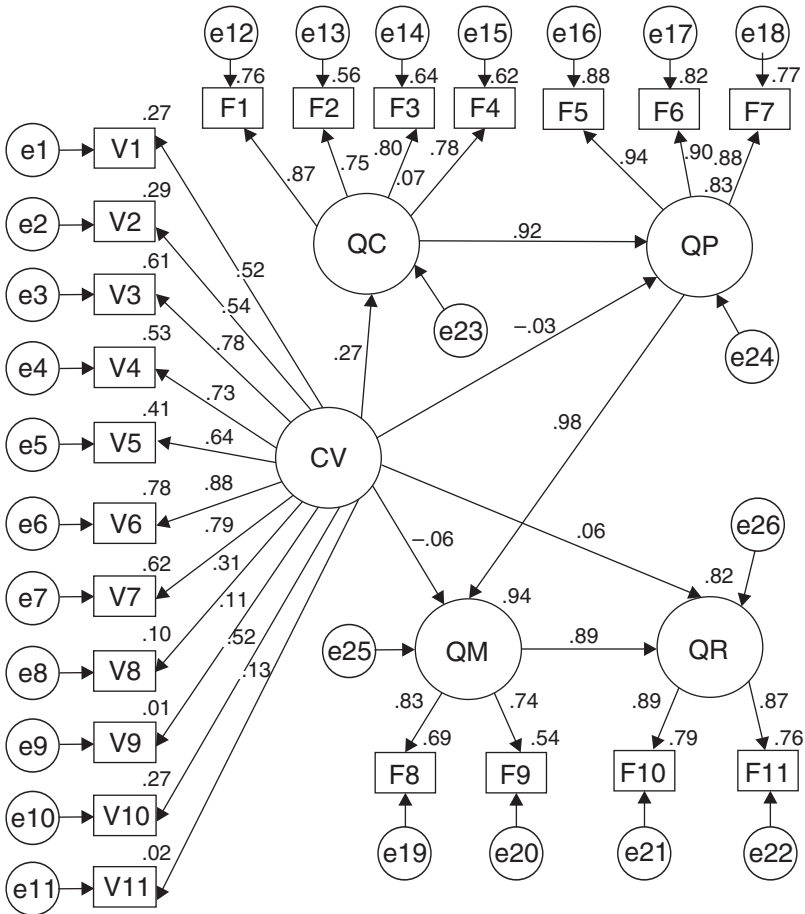 e12 e13 e14 e15 e16 e17 e18
.76 .56 .64 .62 .88 .82 .77
F1 F2 F3 F4 F5 F6 F7
.27
e1 V1
.87 .75 .80 .78 .94 .90 .88
.07 .83
.29
e2 V2
QC .92 QP
.61
e3 V3
.52
.54
.78
e23
–.03
e24
.27
.53
e4 V4
.73
.41
e5 V5
.64
CV
.98
.78
e6 V6
.88
.79
–.06
.06
e26
.62
e7 V7
.31
.11
.94
.82
.10
e8 V8
.52
.13
e25 QM .89 QR
.01
e9 V9
.83 .74 .89 .87
.69 .54 .79 .76
F8 F9 F10 F11
.27
e10 V10
e19 e20 e21 e22
.02
e11 V11